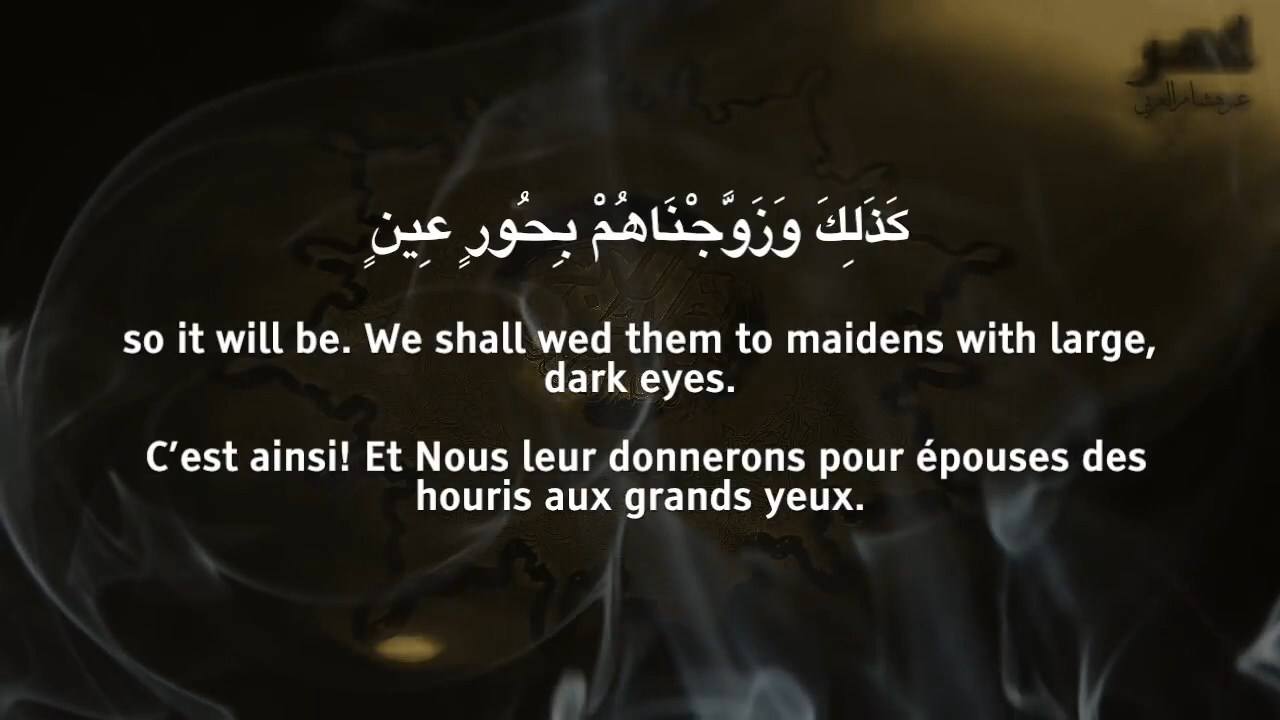 كَذَلِكَ وَزَوَّجْنَاهُمْ بِحُورٍ عِينٍ
so it will be. We shall wed them to maidens with large,
dark eyes.
C’est ainsi! Et Nous leur donnerons pour épouses des
houris aux grands yeux.